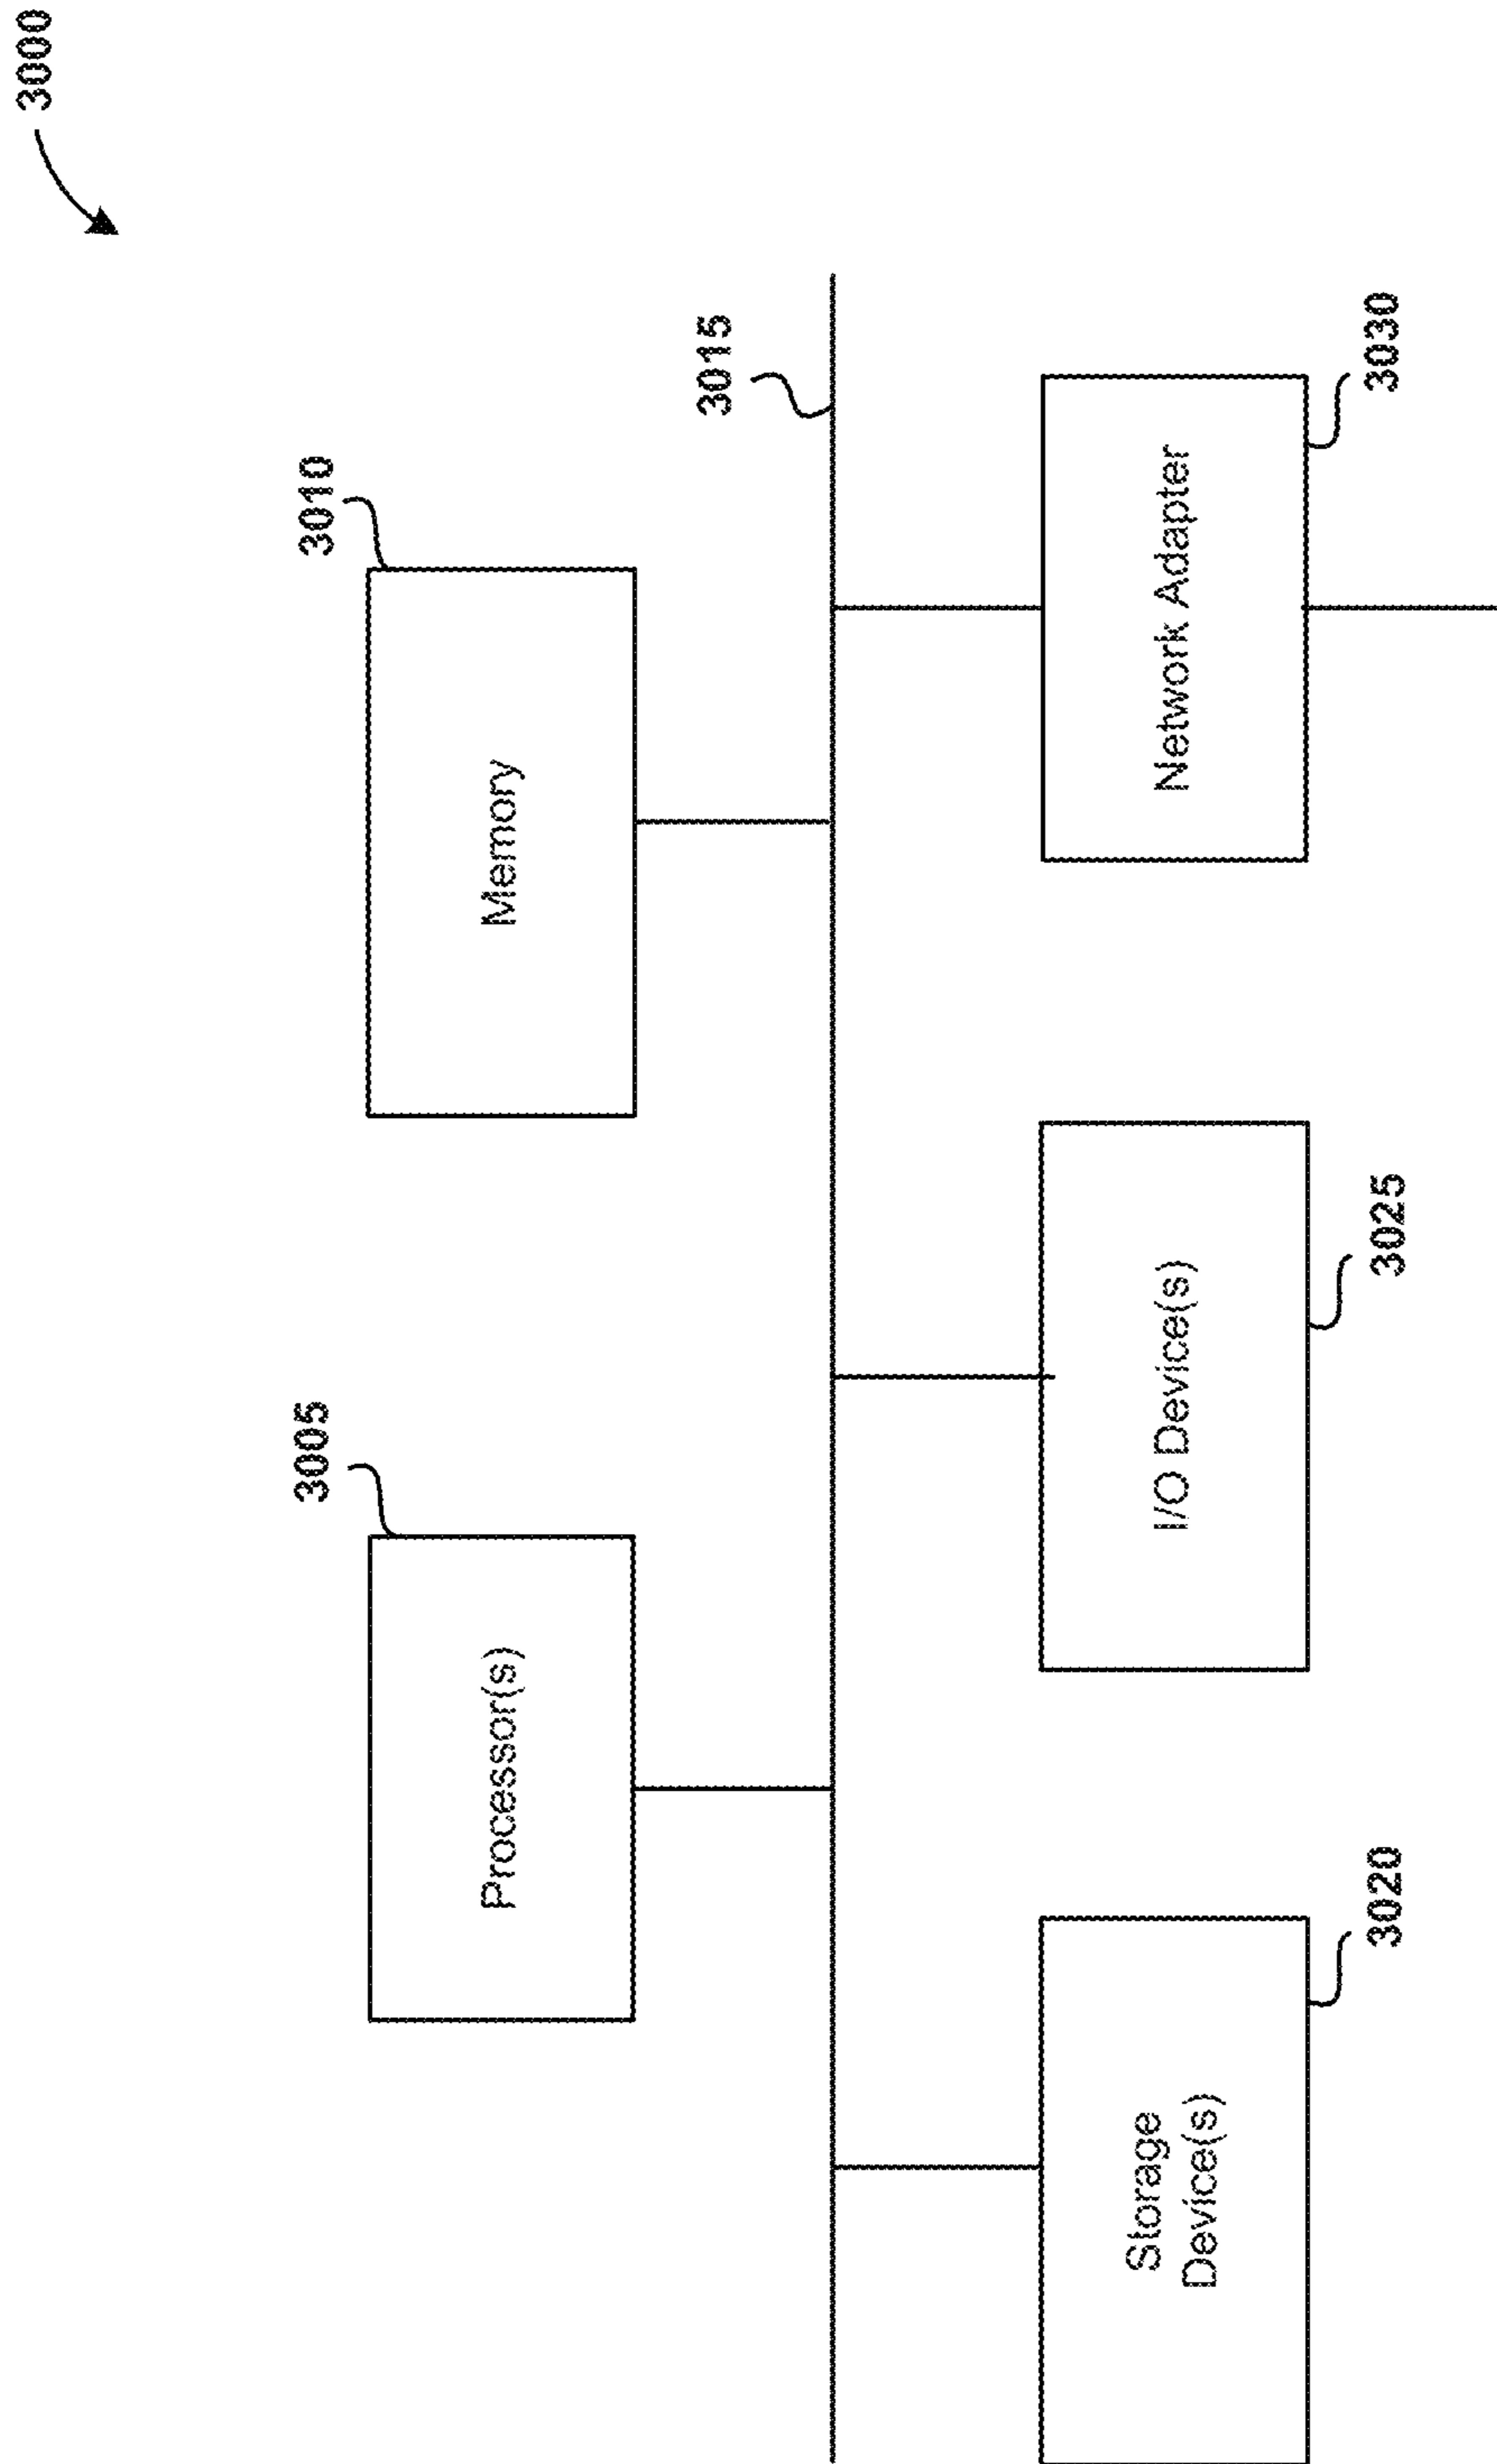 3000
3005
3010
Processor(s)
Memory
3015
Storage
Device(s)
I/O Device(s)
Network Adapter
3020
3025
3030